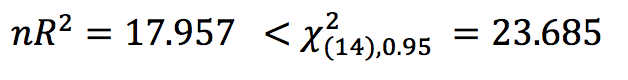 nR² = 17.957 < χ²₍₁₄₎,₀.₉₅ = 23.685